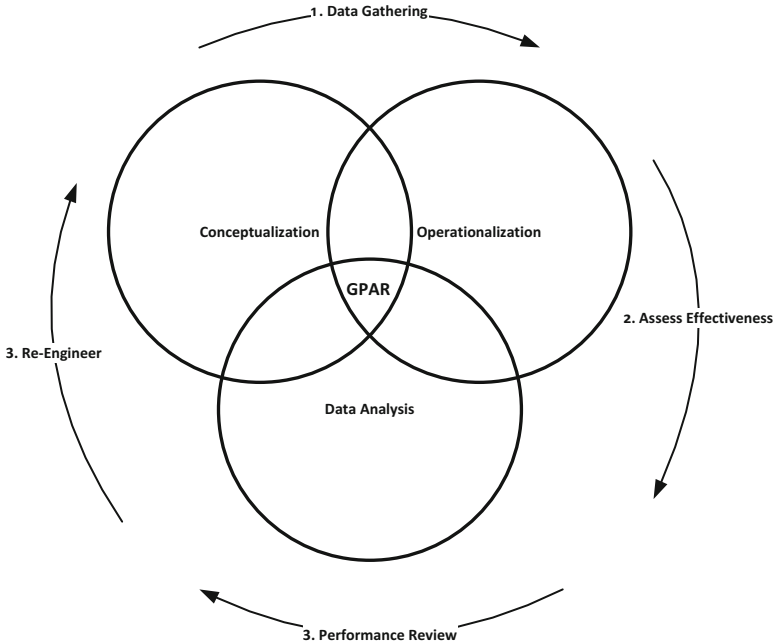 1. Data Gathering
Conceptualization
Operationalization
GPAR
2. Assess Effectiveness
3. Re-Engineer
Data Analysis
3. Performance Review